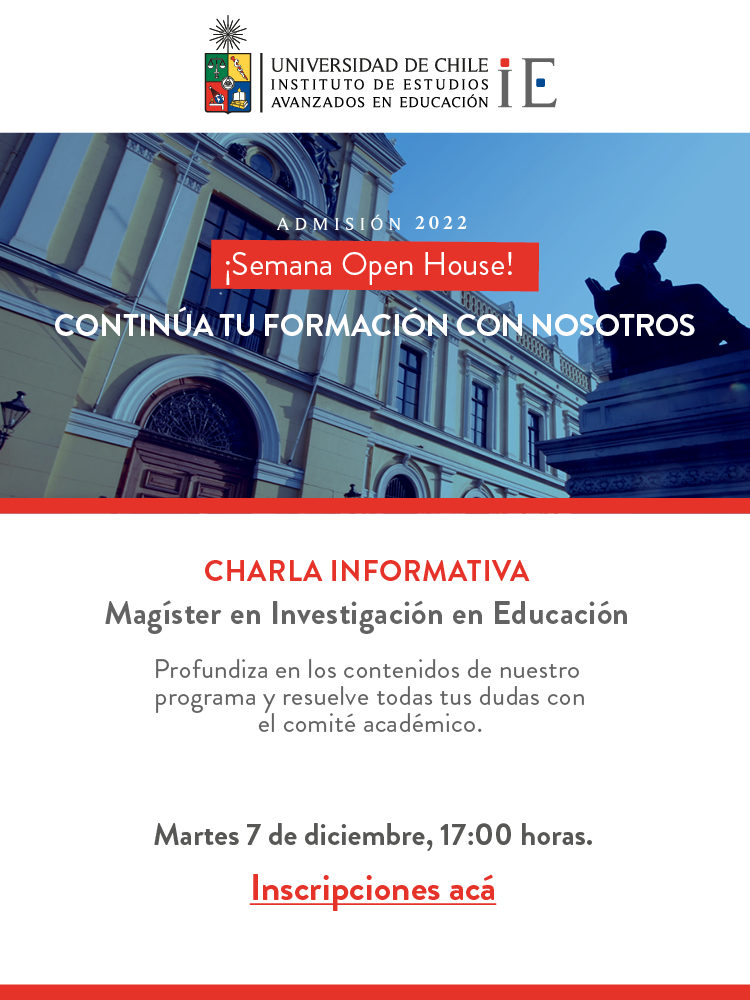 UNIVERSIDAD DE CHILE
INSTITUTO DE ESTUDIOS
AVANZADOS EN EDUCACIÓN
iE
ADMISIÓN 2022
¡Semana Open House!
CONTINÚA TU FORMACIÓN CON NOSOTROS
CHARLA INFORMATIVA
Magíster en Investigación en Educación
Profundiza en los contenidos de nuestro
programa y resuelve todas tus dudas con
el comité académico.
Martes 7 de diciembre, 17:00 horas.
Inscripciones acá